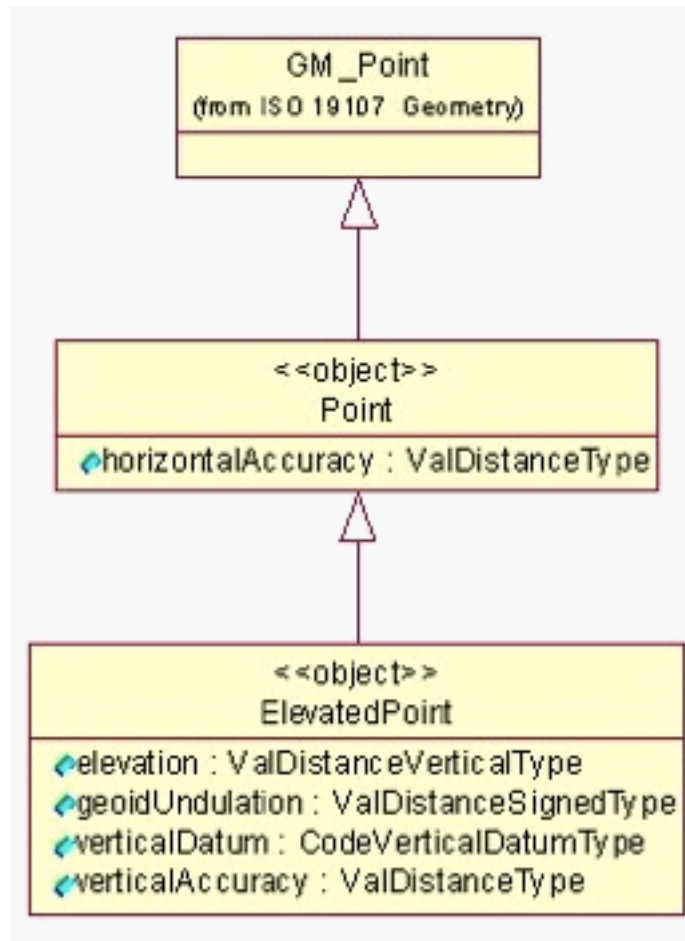 GM_Point
(from ISO 19107 Geometry)
<<object>>
Point
horizontalAccuracy : ValDistanceType
<<object>>
ElevatedPoint
elevation : ValDistanceVerticalType
geoidUndulation : ValDistanceSignedType
verticalDatum : CodeVerticalDatumType
verticalAccuracy : ValDistanceType